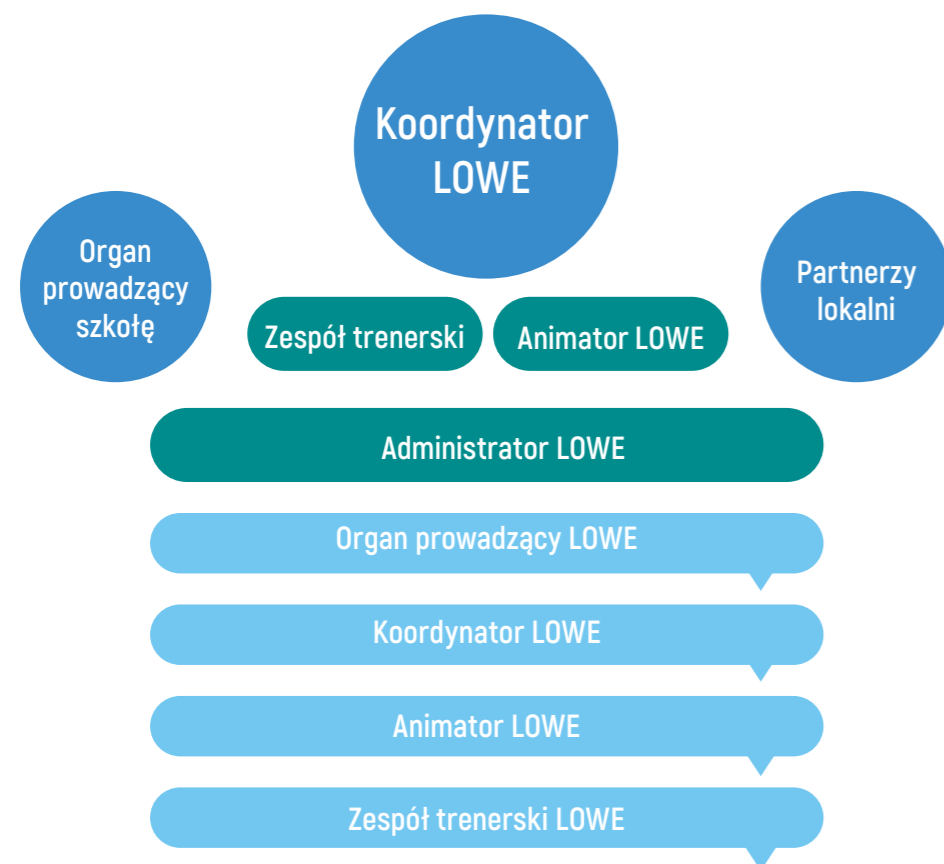 Koordynator
LOWE
Organ
prowadzący
szkołę
Partnerzy
lokalni
Zespół trenerski
Animator LOWE
Administrator LOWE
Organ prowadzący LOWE
Koordynator LOWE
Animator LOWE
Zespół trenerski LOWE